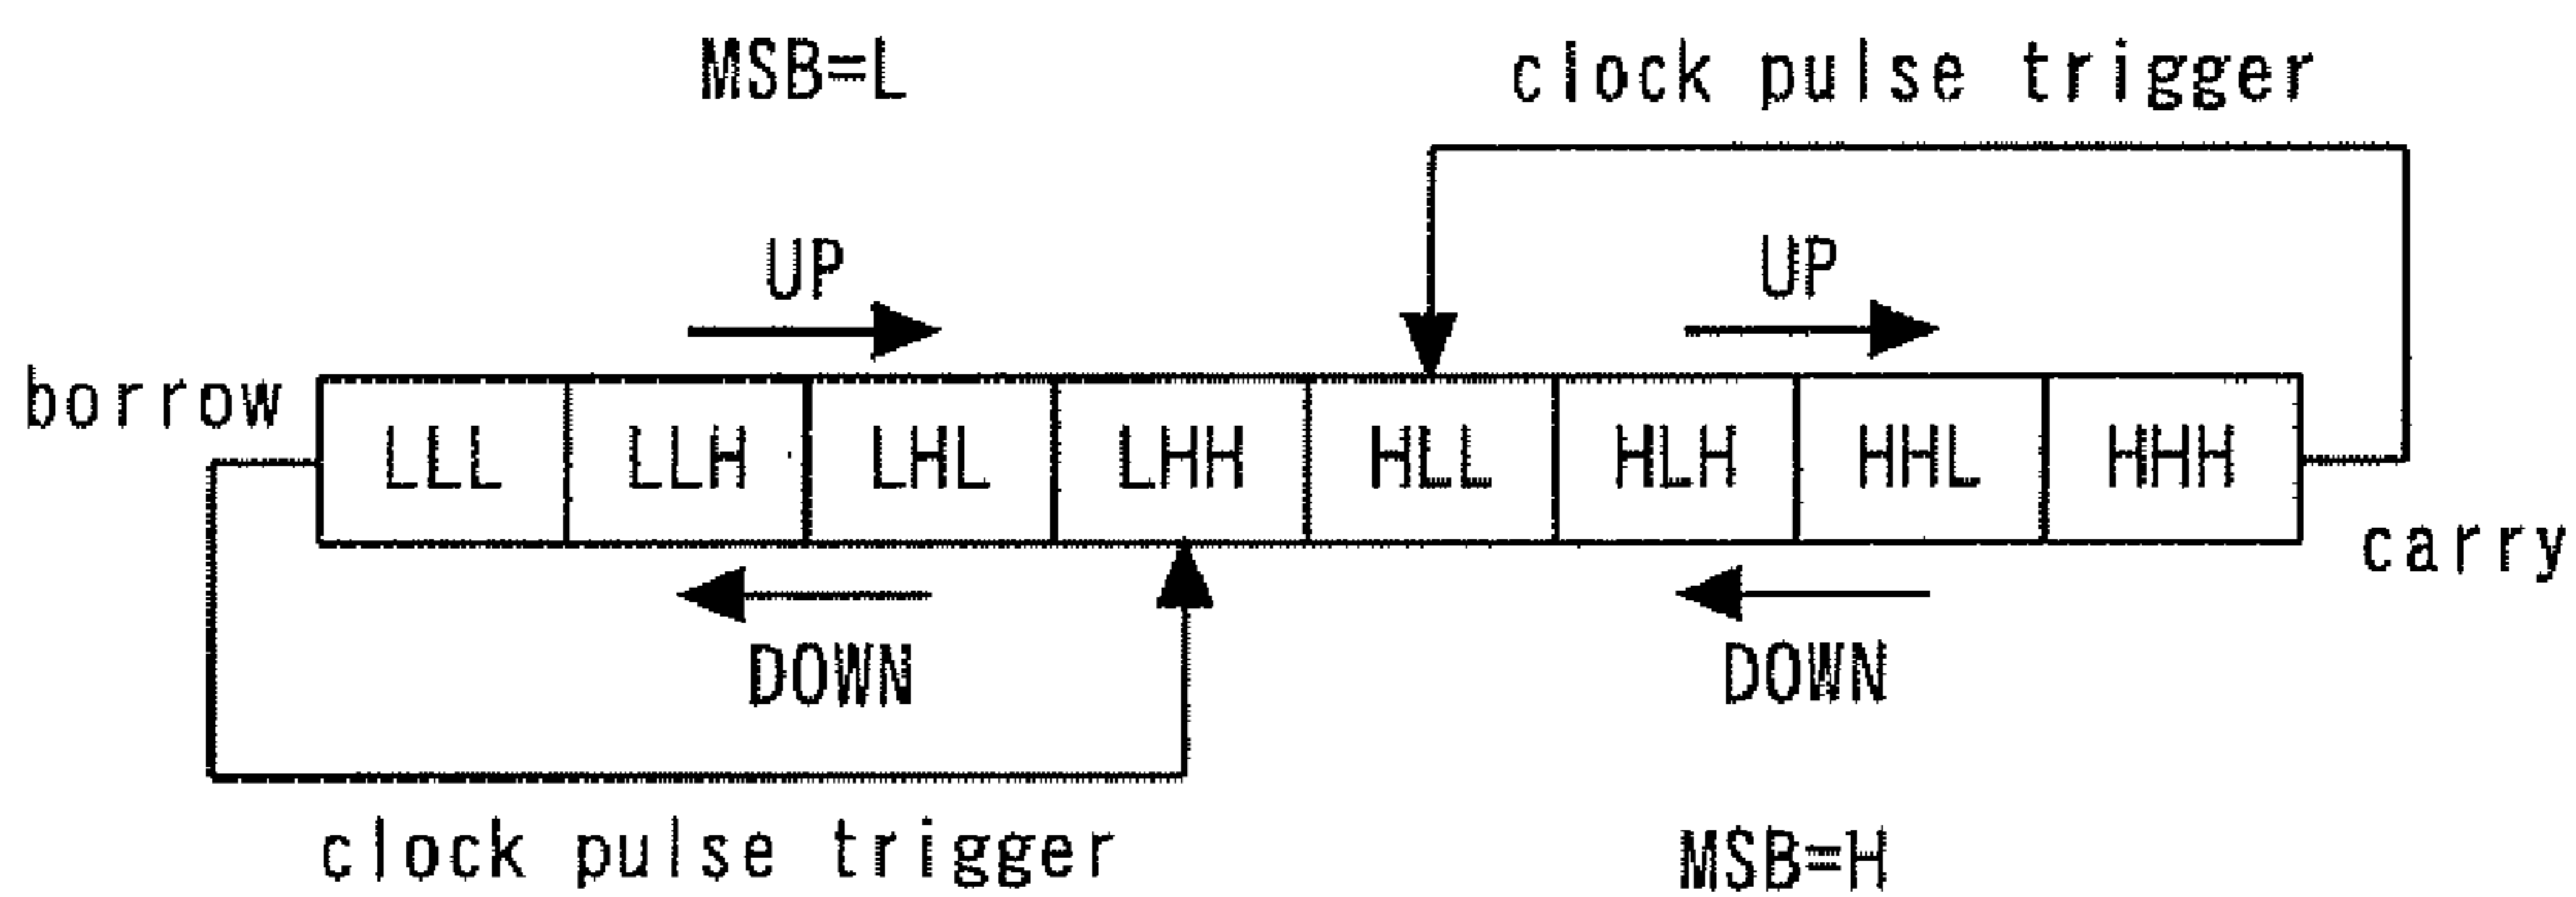 MSB=L
clock pulse trigger
UP
UP
borrow
LLL LLH LHL LHH HLL HLH HHL HHH
carry
DOWN
DOWN
clock pulse trigger
MSB=H